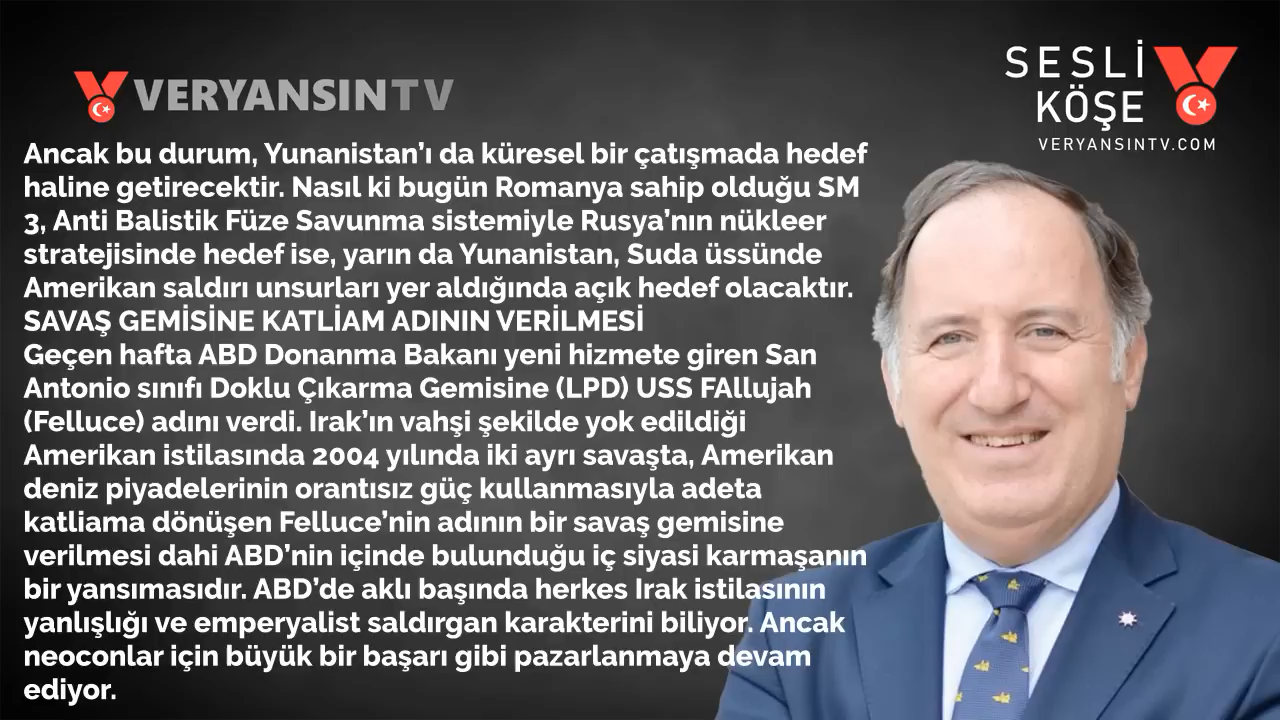 VERYANSINTV
SESLİ
KÖŞE
VERYANSINTV.COM
Ancak bu durum, Yunanistan’ı da küresel bir çatışmada hedef
haline getirecektir. Nasıl ki bugün Romanya sahip olduğu SM
3, Anti Balistik Füze Savunma sistemiyle Rusya’nın nükleer
stratejisinde hedef ise, yarın da Yunanistan, Suda üssünde
Amerikan saldırı unsurları yer aldığında açık hedef olacaktır.
SAVAŞ GEMİSİNE KATLİAM ADININ VERİLMESİ
Geçen hafta ABD Donanma Bakanı yeni hizmete giren San
Antonio sınıfı Doklu Çıkarma Gemisine (LPD) USS FAllujah
(Felluce) adını verdi. Irak’ın vahşi şekilde yok edildiği
Amerikan istilasında 2004 yılında iki ayrı savaşta, Amerikan
deniz piyadelerinin orantısız güç kullanmasıyla adeta
katliama dönüşen Felluce’nin adının bir savaş gemisine
verilmesi dahi ABD’nin içinde bulunduğu iç siyasi karmaşanın
bir yansımasıdır. ABD’de aklı başında herkes Irak istilasının
yanlışlığı ve emperyalist saldırgan karakterini biliyor. Ancak
neoconlar için büyük bir başarı gibi pazarlanmaya devam
ediyor.